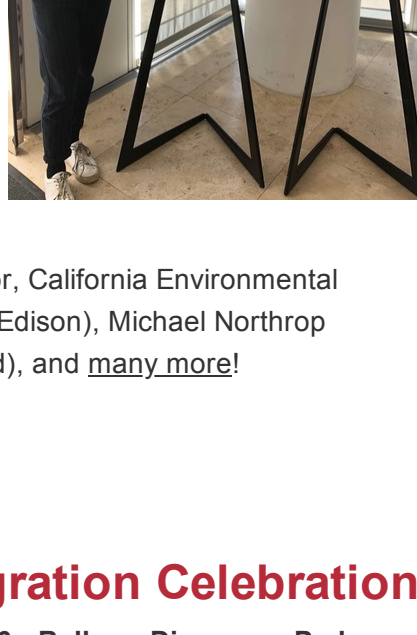 , California Environmental
Edison), Michael Northrop
), and many more!
gration Celebration